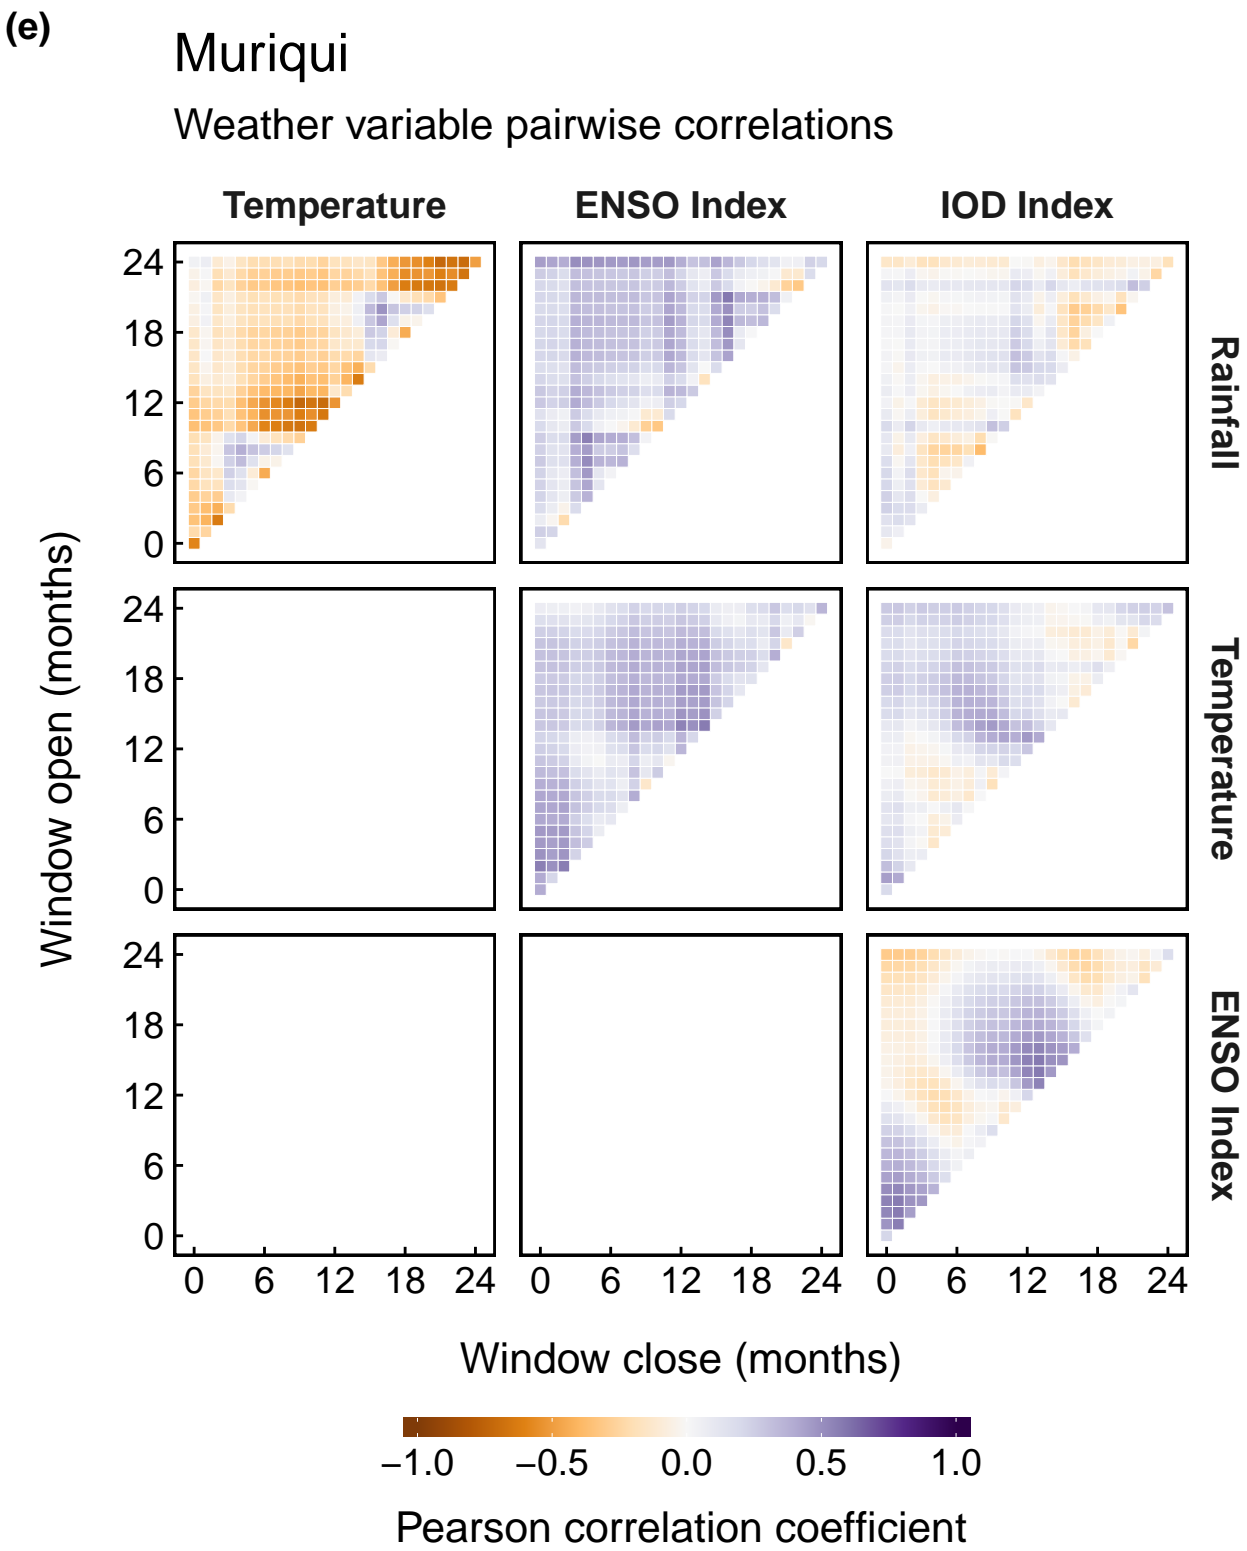 (e)
Muriqui
Weather variable pairwise correlations
Temperature
ENSO Index
IOD Index
24
18
12
6
0
Rainfall
24
18
12
6
0
Temperature
24
18
12
6
0
ENSO Index
Window open (months)
0 6 12 18 24
0 6 12 18 24
0 6 12 18 24
Window close (months)
−1.0 −0.5 0.0 0.5 1.0
Pearson correlation coefficient